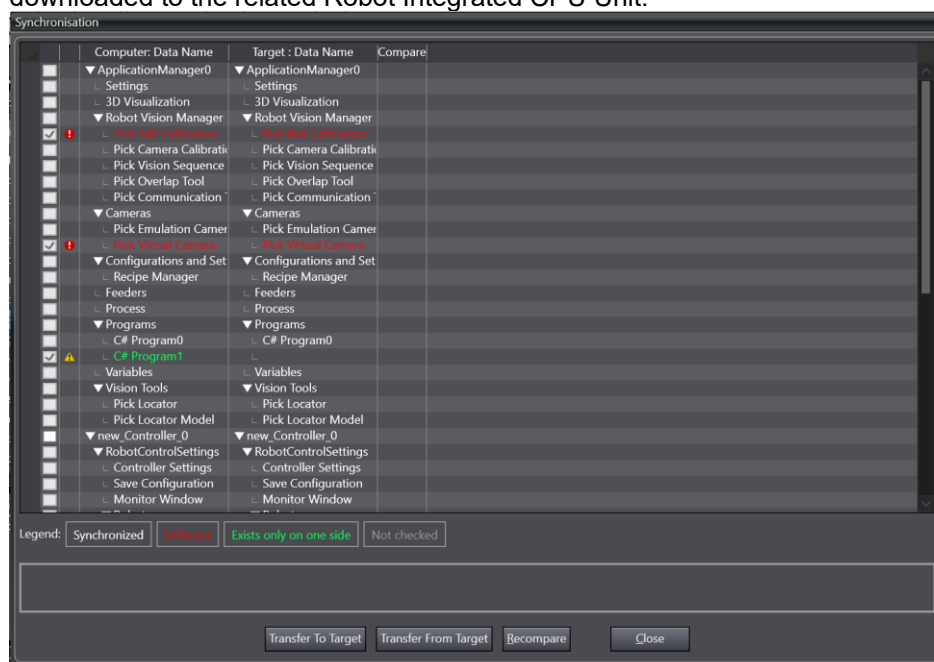 downloaded to the related Robot Integrated CPU Unit.
Synchronisation
Computer: Data Name Target : Data Name Compare
▼ ApplicationManager0 ▼ ApplicationManager0
Settings Settings
3D Visualization 3D Visualization
▼ Robot Vision Manager ▼ Robot Vision Manager
Pick Belt Calibration Pick Belt Calibration
Pick Camera Calibratio Pick Camera Calibratio
Pick Vision Sequence Pick Vision Sequence
Pick Overlap Tool Pick Overlap Tool
Pick Communication Pick Communication
▼ Cameras ▼ Cameras
Pick Emulation Camer Pick Emulation Camer
Pick Virtual Camera Pick Virtual Camera
▼ Configurations and Set ▼ Configurations and Set
Recipe Manager Recipe Manager
Feeders Feeders
Process Process
▼ Programs ▼ Programs
C# Program0 C# Program0
C# Program1
Variables Variables
▼ Vision Tools ▼ Vision Tools
Pick Locator Pick Locator
Pick Locator Model Pick Locator Model
▼ new_Controller_0 ▼ new_Controller_0
▼ RobotControlSettings ▼ RobotControlSettings
Controller Settings Controller Settings
Save Configuration Save Configuration
Monitor Window Monitor Window
Legend: Synchronized Different Exists only on one side Not checked
Transfer To Target Transfer From Target Recompare Close